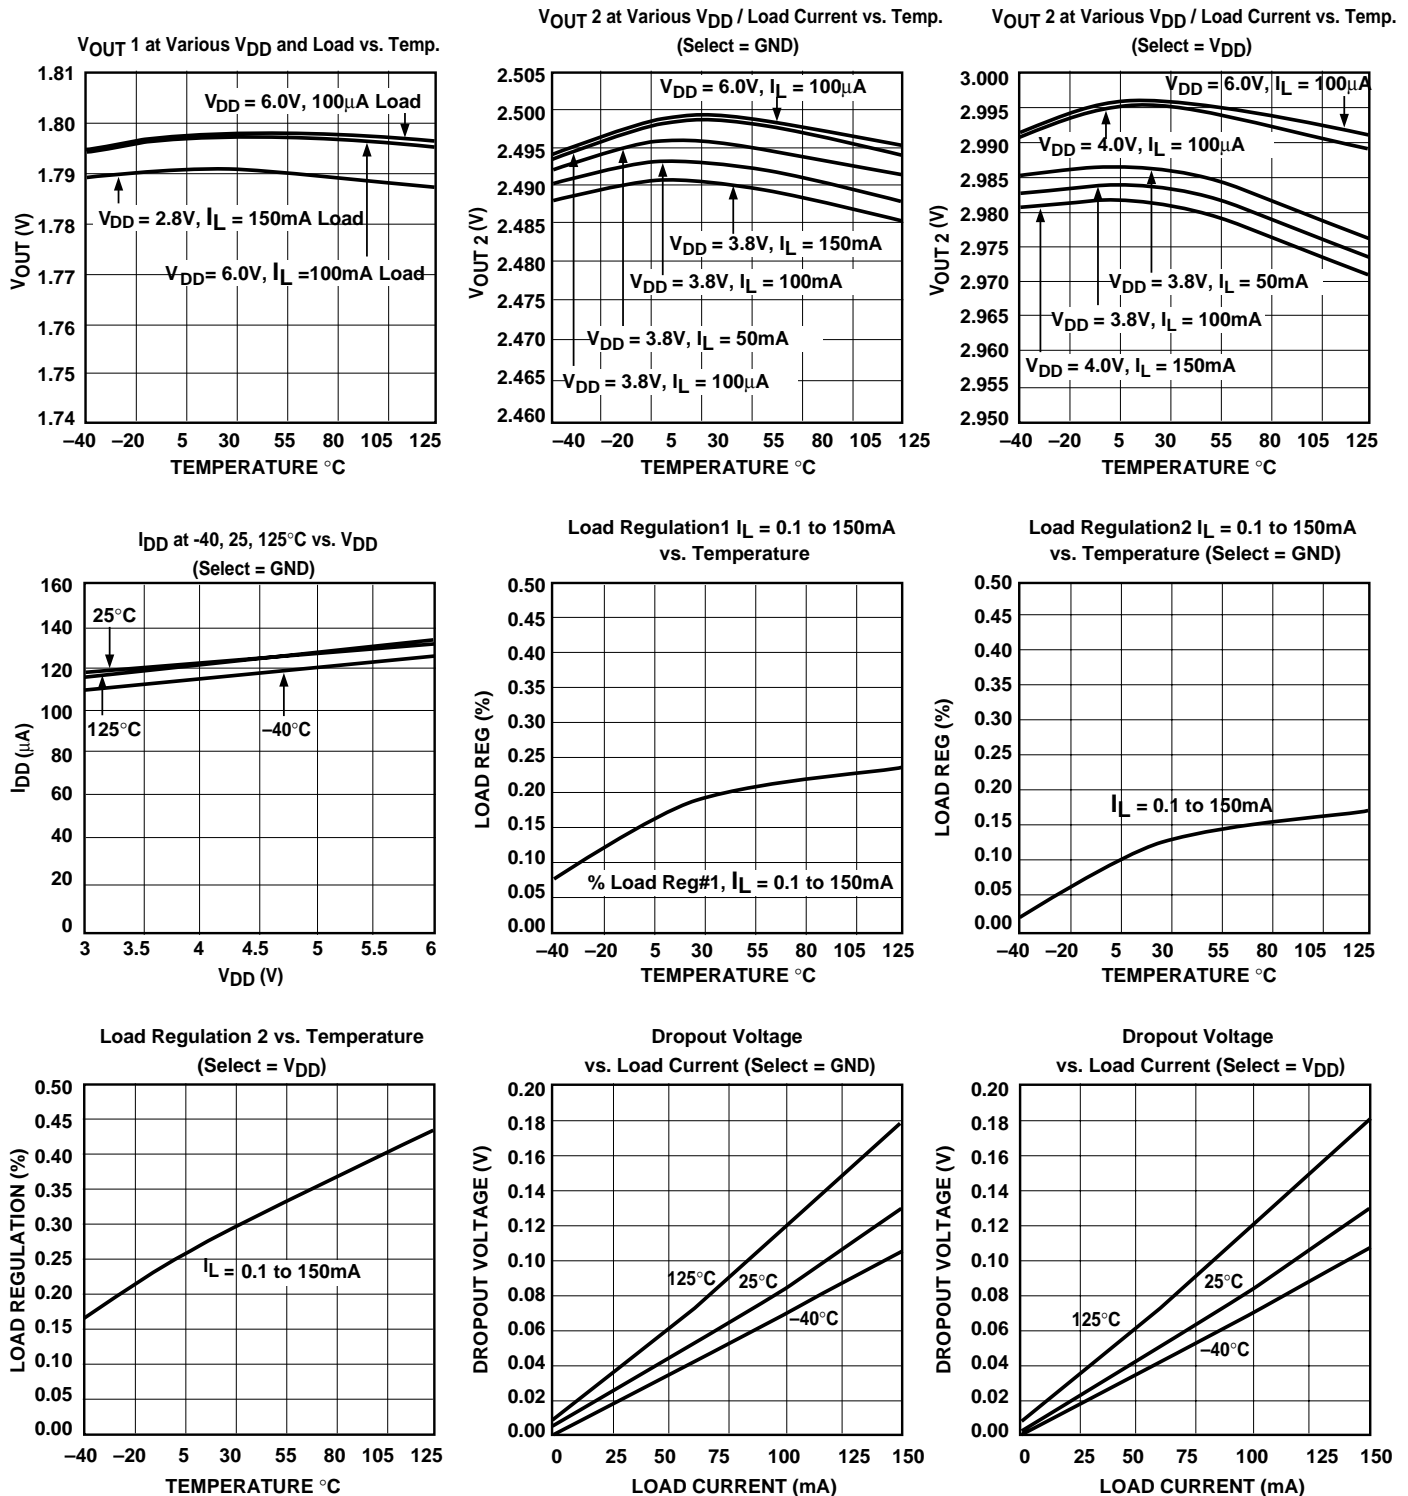 VOUT 1 at Various VDD and Load vs. Temp.
1.81
1.80
1.79
1.78
1.77
1.76
1.75
1.74
VOUT (V)
VDD = 6.0V, 100µA Load
VDD = 2.8V, IL = 150mA Load
VDD= 6.0V, IL =100mA Load
–40 –20 5 30 55 80 105 125
TEMPERATURE °C
VOUT 2 at Various VDD / Load Current vs. Temp.
(Select = GND)
2.505
2.500
2.495
2.490
2.485
2.480
2.475
2.470
2.465
2.460
VOUT 2 (V)
VDD = 6.0V, IL = 100µA
VDD = 3.8V, IL = 150mA
VDD = 3.8V, IL = 100mA
VDD = 3.8V, IL = 50mA
VDD = 3.8V, IL = 100µA
–40 –20 5 30 55 80 105 125
TEMPERATURE °C
VOUT 2 at Various VDD / Load Current vs. Temp.
(Select = VDD)
3.000
2.995
2.990
2.985
2.980
2.975
2.970
2.965
2.960
2.955
2.950
VOUT 2 (V)
VDD = 6.0V, IL = 100µA
VDD = 4.0V, IL = 100µA
VDD = 3.8V, IL = 50mA
VDD = 3.8V, IL = 100mA
VDD = 4.0V, IL = 150mA
–40 –20 5 30 55 80 105 125
TEMPERATURE °C
IDD at -40, 25, 125°C vs. VDD
(Select = GND)
160
140
120
100
80
60
40
20
0
IDD (µA)
25°C
125°C
–40°C
3 3.5 4 4.5 5 5.5 6
VDD (V)
Load Regulation1 IL = 0.1 to 150mA
vs. Temperature
0.50
0.45
0.40
0.35
0.30
0.25
0.20
0.15
0.10
0.05
0.00
LOAD REG (%)
% Load Reg#1, IL = 0.1 to 150mA
–40 –20 5 30 55 80 105 125
TEMPERATURE °C
Load Regulation2 IL = 0.1 to 150mA
vs. Temperature (Select = GND)
0.50
0.45
0.40
0.35
0.30
0.25
0.20
0.15
0.10
0.05
0.00
LOAD REG (%)
IL = 0.1 to 150mA
–40 –20 5 30 55 80 105 125
TEMPERATURE °C
Load Regulation 2 vs. Temperature
(Select = VDD)
0.50
0.45
0.40
0.35
0.30
0.25
0.20
0.15
0.10
0.05
0.00
LOAD REGULATION (%)
IL = 0.1 to 150mA
–40 –20 5 30 55 80 105 125
TEMPERATURE °C
Dropout Voltage
vs. Load Current (Select = GND)
0.20
0.18
0.16
0.14
0.12
0.10
0.08
0.06
0.04
0.02
0.00
DROPOUT VOLTAGE (V)
125°C
25°C
–40°C
0 25 50 75 100 125 150
LOAD CURRENT (mA)
Dropout Voltage
vs. Load Current (Select = VDD)
0.20
0.18
0.16
0.14
0.12
0.10
0.08
0.06
0.04
0.02
0.00
DROPOUT VOLTAGE (V)
125°C
25°C
–40°C
0 25 50 75 100 125 150
LOAD CURRENT (mA)